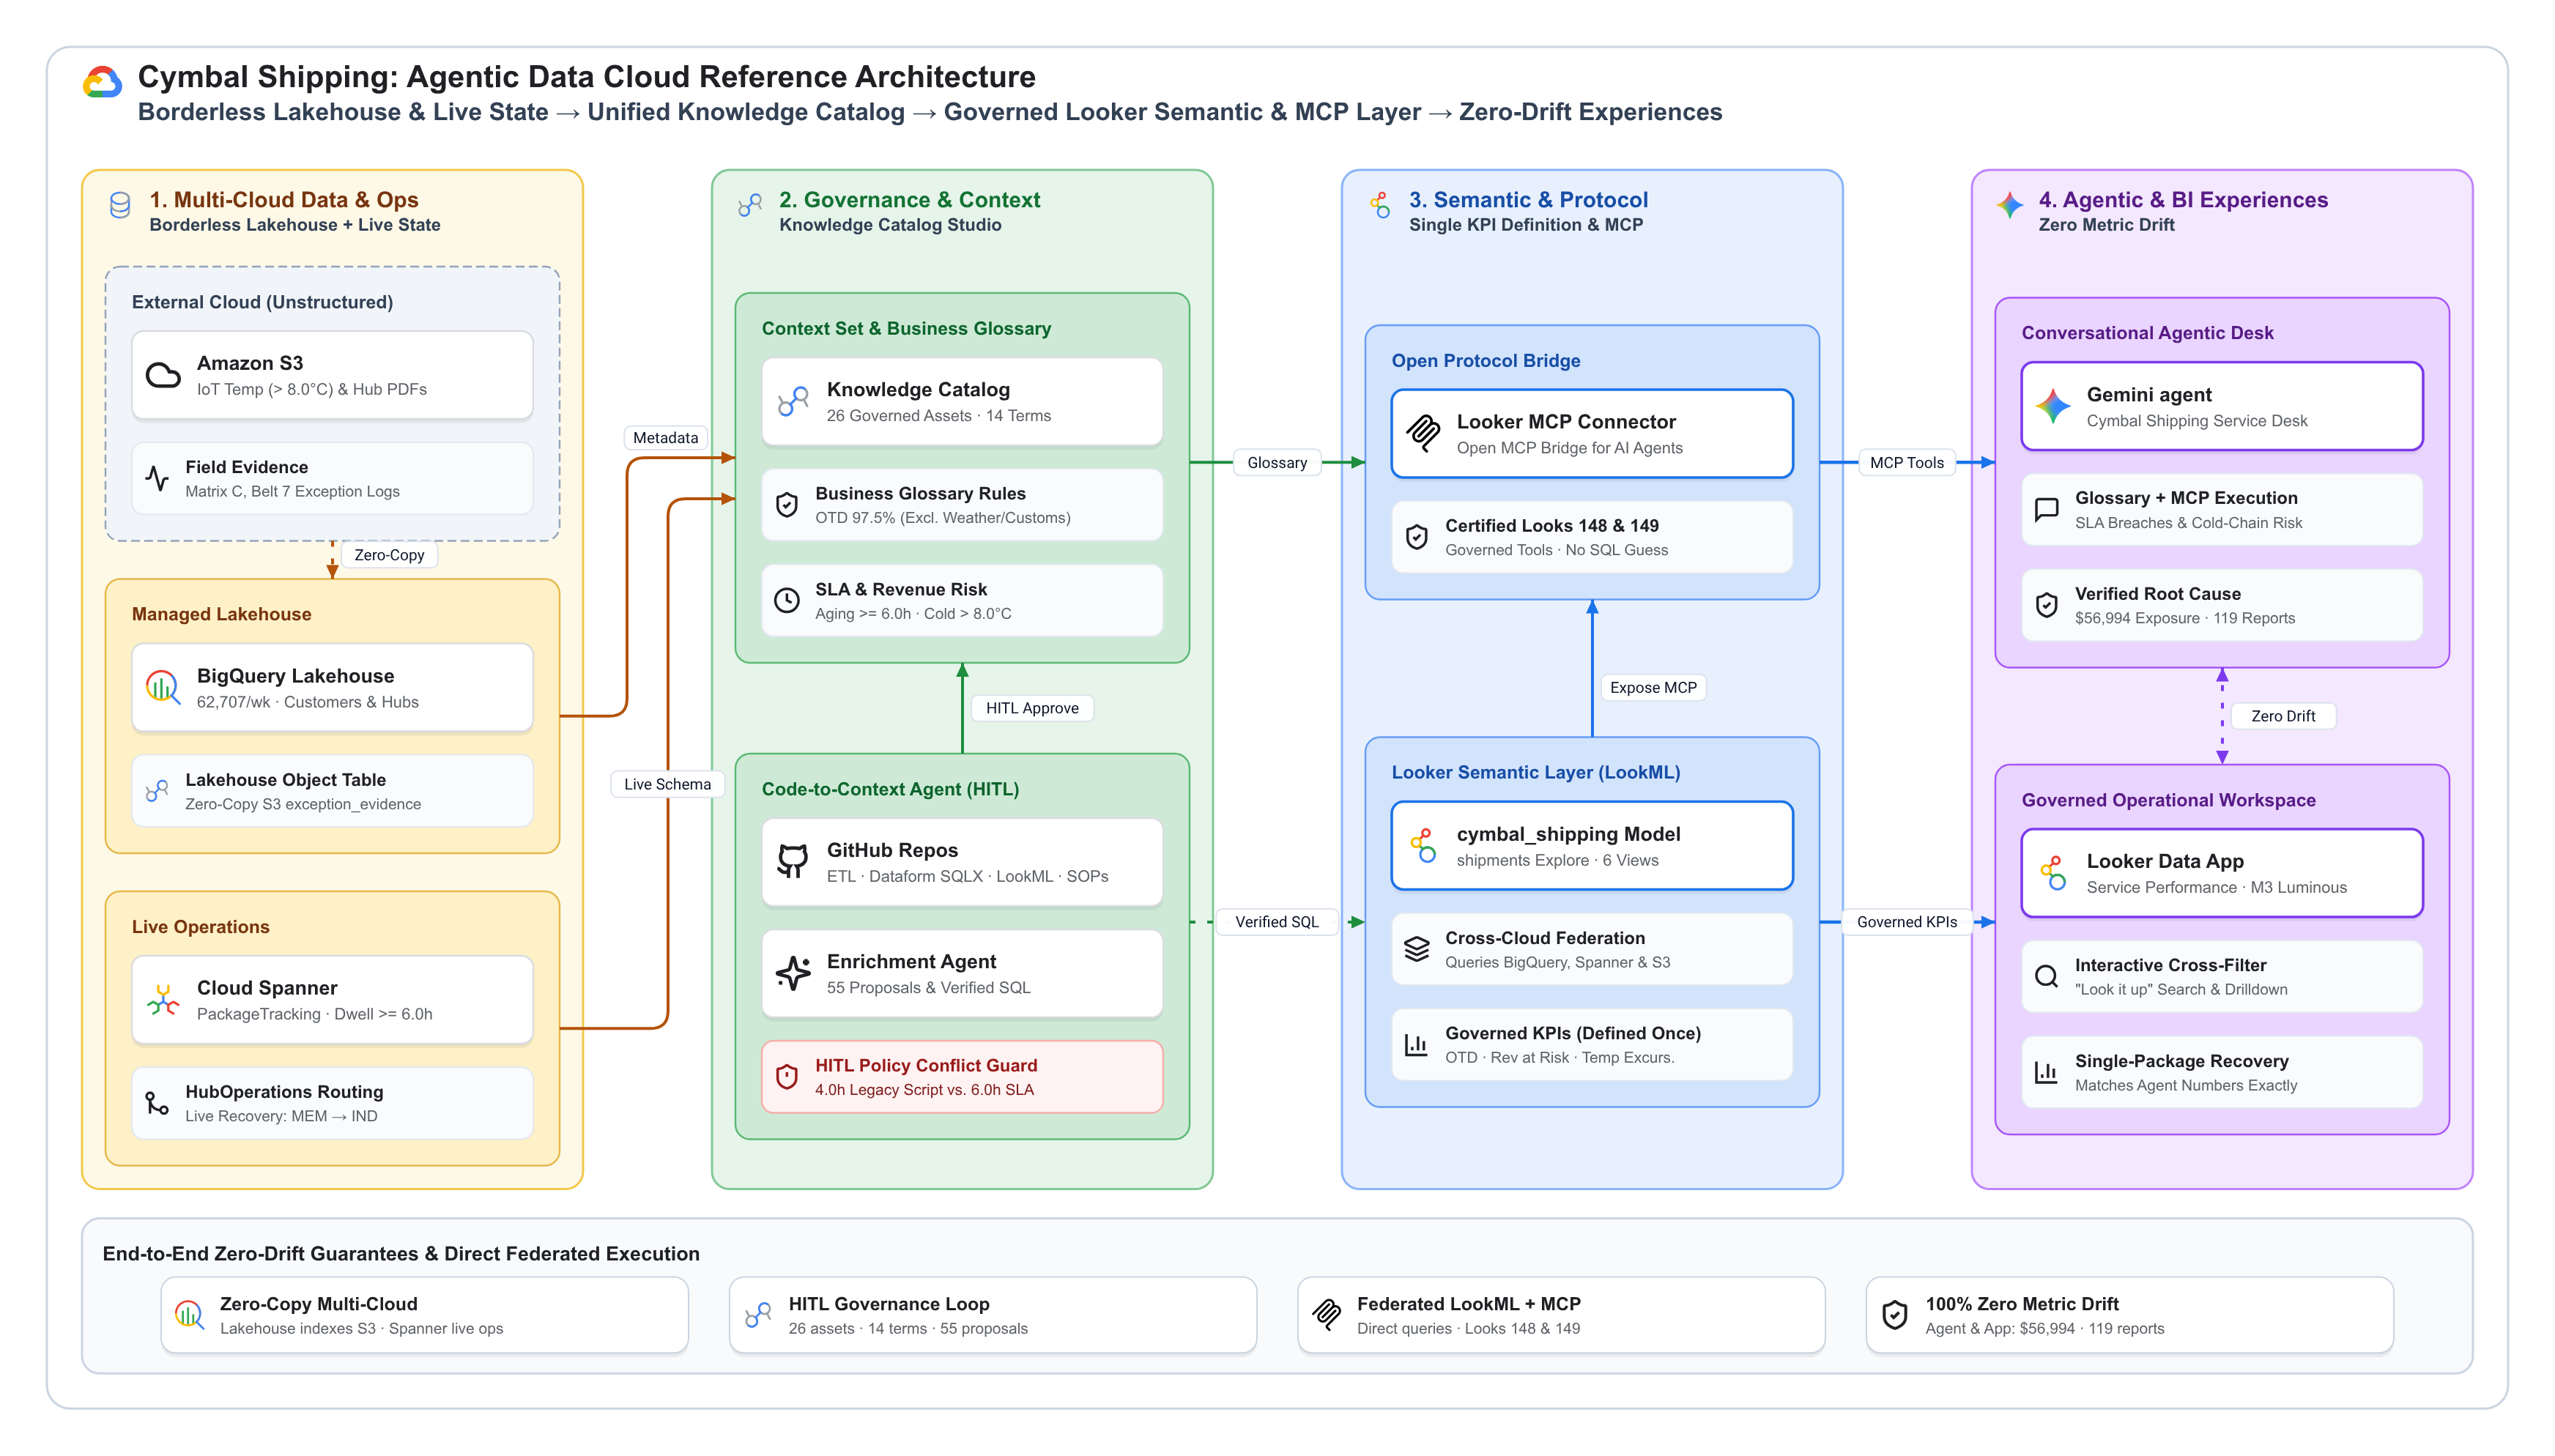 Cymbal Shipping: Agentic Data Cloud Reference Architecture
Borderless Lakehouse & Live State → Unified Knowledge Catalog → Governed Looker Semantic & MCP Layer → Zero-Drift Experiences
1. Multi-Cloud Data & Ops
Borderless Lakehouse + Live State
External Cloud (Unstructured)
Amazon S3
IoT Temp (> 8.0°C) & Hub PDFs
Field Evidence
Matrix C, Belt 7 Exception Logs
Zero-Copy
Managed Lakehouse
BigQuery Lakehouse
62,707/wk · Customers & Hubs
Lakehouse Object Table
Zero-Copy S3 exception_evidence
Live Operations
Cloud Spanner
PackageTracking · Dwell >= 6.0h
HubOperations Routing
Live Recovery: MEM → IND
Metadata
Live Schema
2. Governance & Context
Knowledge Catalog Studio
Context Set & Business Glossary
Knowledge Catalog
26 Governed Assets · 14 Terms
Business Glossary Rules
OTD 97.5% (Excl. Weather/Customs)
SLA & Revenue Risk
Aging >= 6.0h · Cold > 8.0°C
HITL Approve
Code-to-Context Agent (HITL)
GitHub Repos
ETL · Dataform SQLX · LookML · SOPs
Enrichment Agent
55 Proposals & Verified SQL
HITL Policy Conflict Guard
4.0h Legacy Script vs. 6.0h SLA
Glossary
Verified SQL
3. Semantic & Protocol
Single KPI Definition & MCP
Open Protocol Bridge
Looker MCP Connector
Open MCP Bridge for AI Agents
Certified Looks 148 & 149
Governed Tools · No SQL Guess
Expose MCP
Looker Semantic Layer (LookML)
cymbal_shipping Model
shipments Explore · 6 Views
Cross-Cloud Federation
Queries BigQuery, Spanner & S3
Governed KPIs (Defined Once)
OTD · Rev at Risk · Temp Excurs.
MCP Tools
Governed KPIs
4. Agentic & BI Experiences
Zero Metric Drift
Conversational Agentic Desk
Gemini agent
Cymbal Shipping Service Desk
Glossary + MCP Execution
SLA Breaches & Cold-Chain Risk
Verified Root Cause
$56,994 Exposure · 119 Reports
Zero Drift
Governed Operational Workspace
Looker Data App
Service Performance · M3 Luminous
Interactive Cross-Filter
"Look it up" Search & Drilldown
Single-Package Recovery
Matches Agent Numbers Exactly
End-to-End Zero-Drift Guarantees & Direct Federated Execution
Zero-Copy Multi-Cloud
Lakehouse indexes S3 · Spanner live ops
HITL Governance Loop
26 assets · 14 terms · 55 proposals
Federated LookML + MCP
Direct queries · Looks 148 & 149
100% Zero Metric Drift
Agent & App: $56,994 · 119 reports